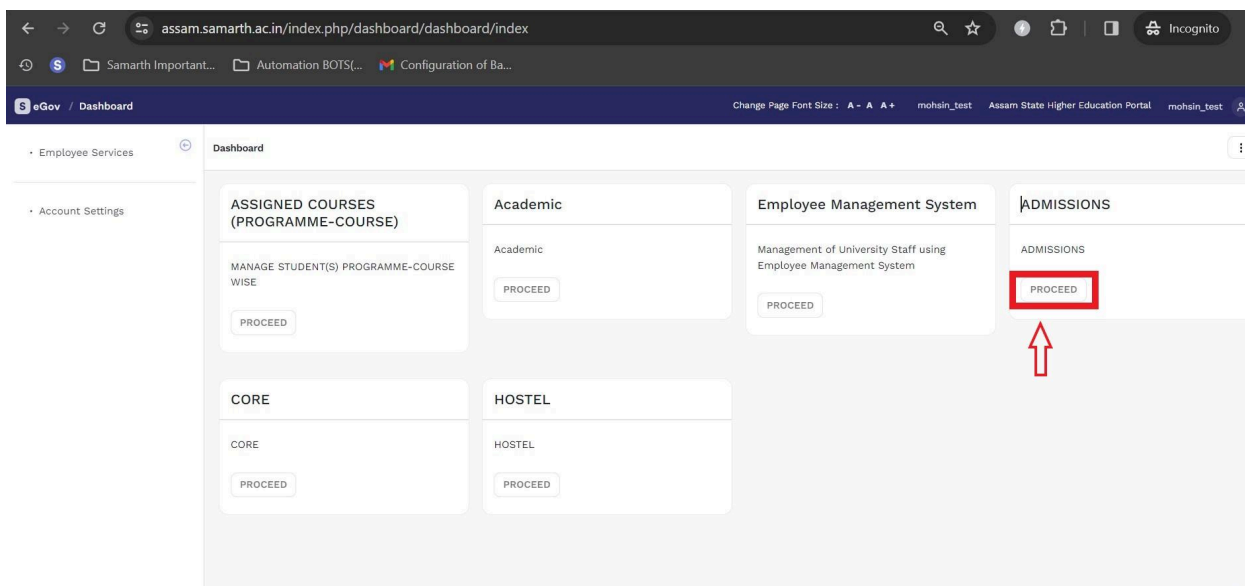 assam.samarth.ac.in/index.php/dashboard/dashboard/index
Incognito
S
Samarth Important...
Automation BOTS(...
Configuration of Ba...
S eGov / Dashboard
Change Page Font Size : A - A A +
mohsin_test
Assam State Higher Education Portal
mohsin_test
• Employee Services
• Account Settings
Dashboard
ASSIGNED COURSES
(PROGRAMME-COURSE)
MANAGE STUDENT(S) PROGRAMME-COURSE
WISE
PROCEED
Academic
Academic
PROCEED
Employee Management System
Management of University Staff using
Employee Management System
PROCEED
ADMISSIONS
ADMISSIONS
PROCEED
CORE
CORE
PROCEED
HOSTEL
HOSTEL
PROCEED